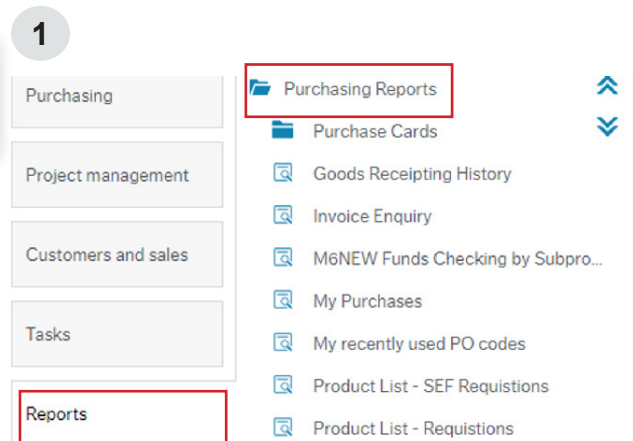 1
Purchasing
Project management
Customers and sales
Tasks
Reports
Purchasing Reports
Purchase Cards
Goods Receipting History
Invoice Enquiry
M6NEW Funds Checking by Subpro...
My Purchases
My recently used PO codes
Product List - SEF Requistions
Product List - Requistions